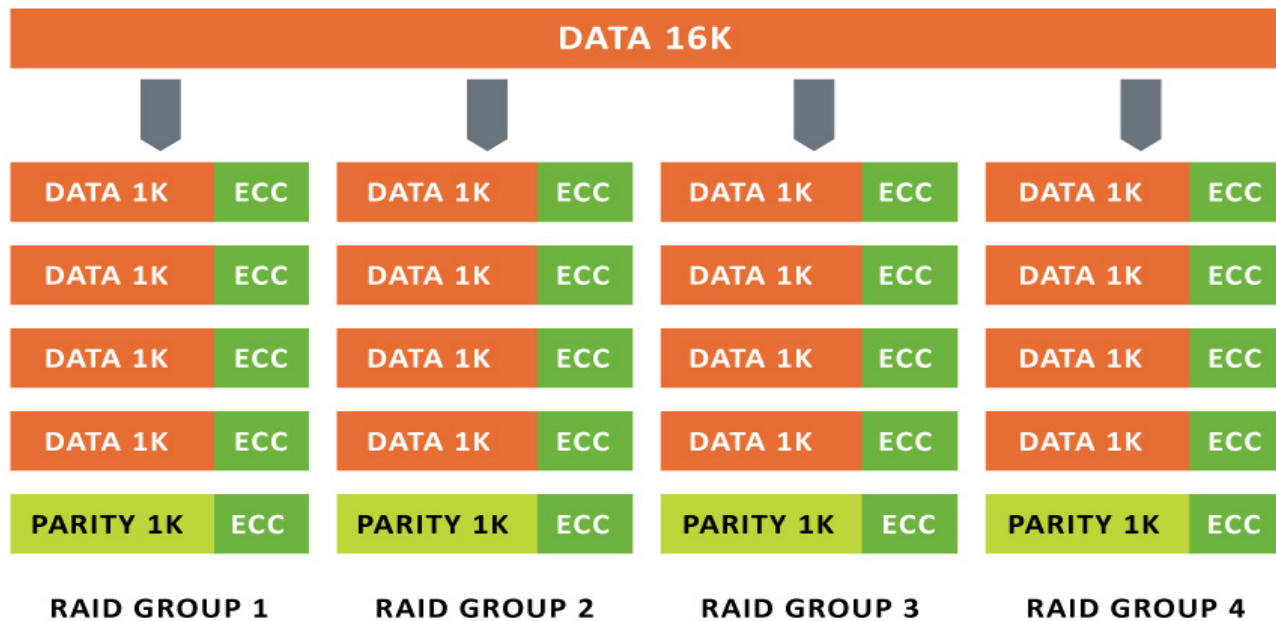 DATA 16K
DATA 1K ECC DATA 1K ECC DATA 1K ECC DATA 1K ECC
DATA 1K ECC DATA 1K ECC DATA 1K ECC DATA 1K ECC
DATA 1K ECC DATA 1K ECC DATA 1K ECC DATA 1K ECC
DATA 1K ECC DATA 1K ECC DATA 1K ECC DATA 1K ECC
PARITY 1K ECC PARITY 1K ECC PARITY 1K ECC PARITY 1K ECC
RAID GROUP 1 RAID GROUP 2 RAID GROUP 3 RAID GROUP 4